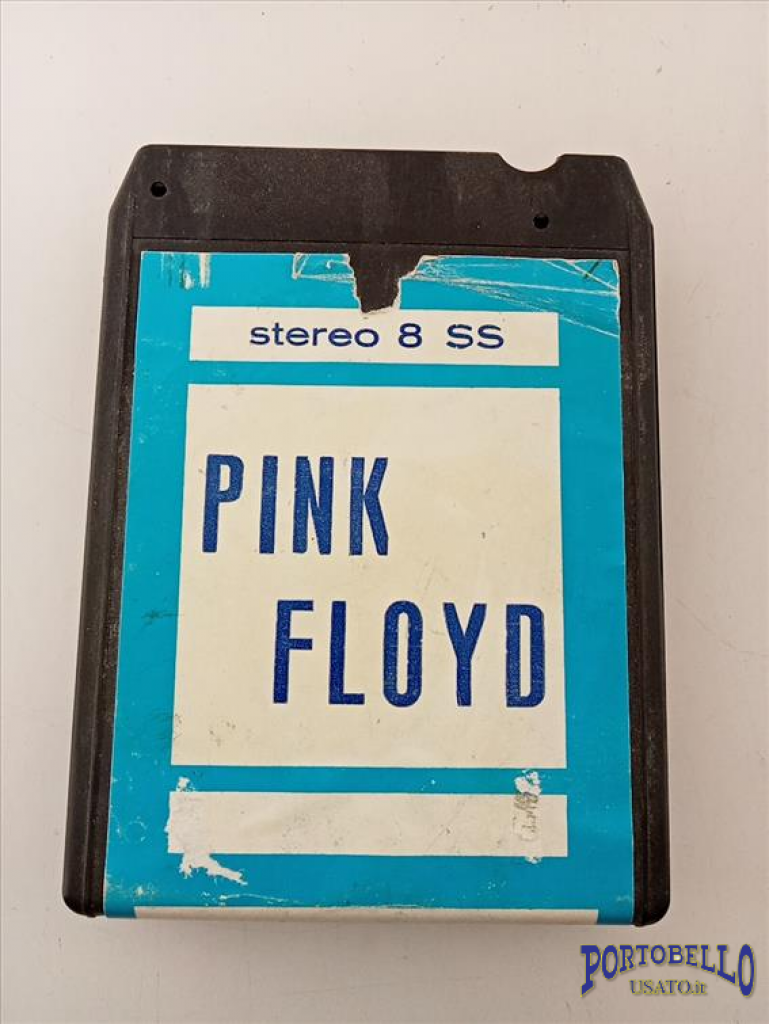 stereo 8 SS
PINK
FLOYD
PORTOBELLO
USATO.it